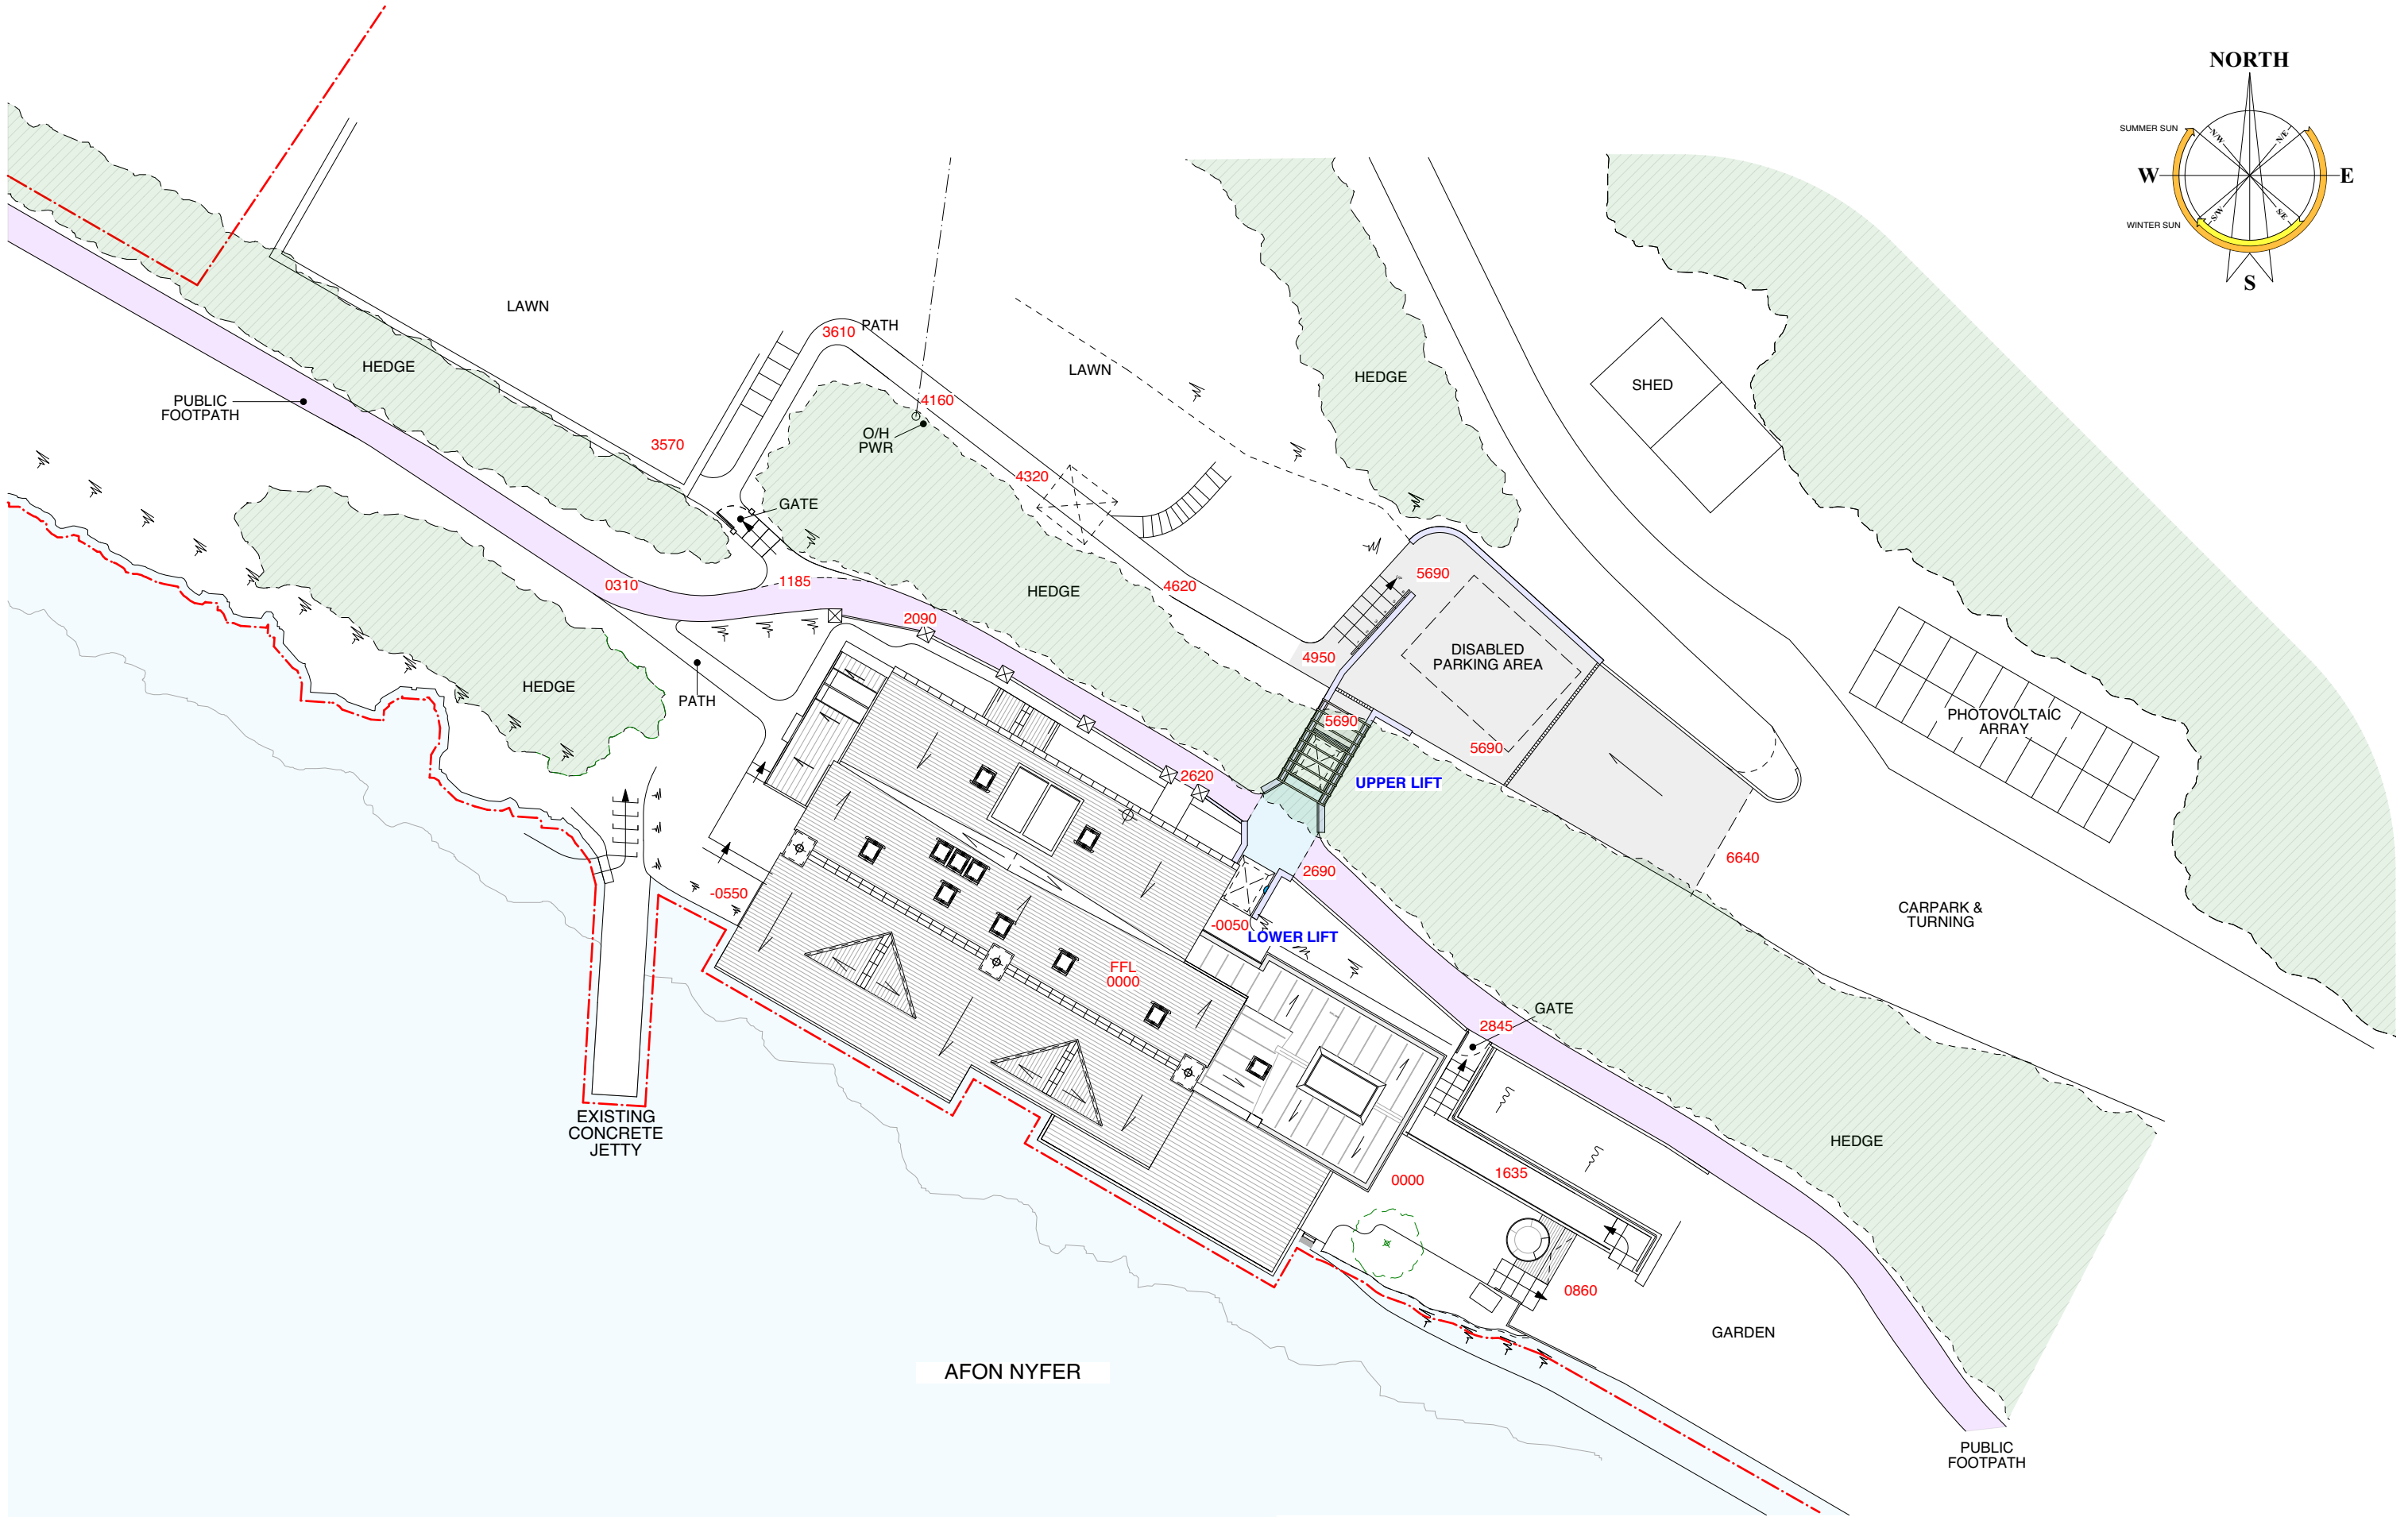 NORTH
SUMMER SUN
N/W
N/E
W
E
S/W
S/E
WINTER SUN
S
LAWN
3610
PATH
HEDGE
LAWN
HEDGE
SHED
PUBLIC
FOOTPATH
4160
O/H
PWR
3570
4320
GATE
0310
1185
HEDGE
4620
5690
2090
4950
DISABLED
PARKING AREA
HEDGE
PATH
5690
5690
PHOTOVOLTAIC
ARRAY
2620
UPPER LIFT
6640
2690
-0550
-0050
LOWER LIFT
CARPARK &
TURNING
FFL
0000
GATE
2845
EXISTING
CONCRETE
JETTY
HEDGE
1635
0000
0860
GARDEN
AFON NYFER
PUBLIC
FOOTPATH